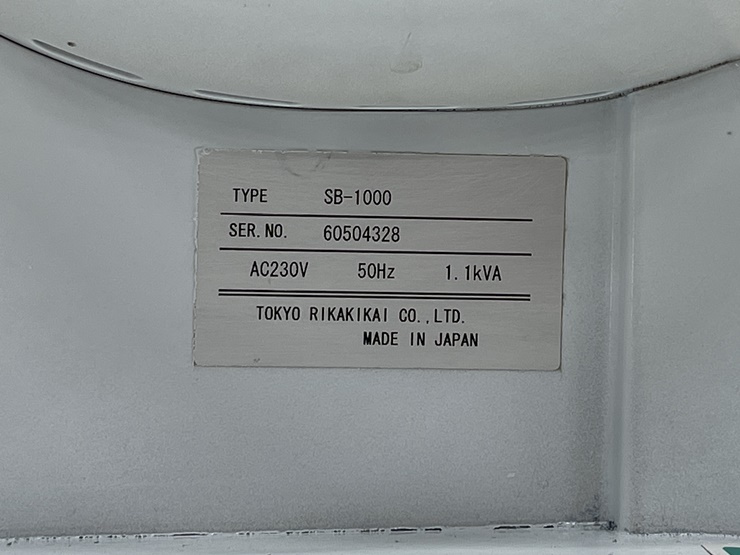 TYPE SB-1000
SER. NO. 60504328
AC230V 50Hz 1.1kVA
TOKYO RIKAKIKAI CO.,LTD.
MADE IN JAPAN